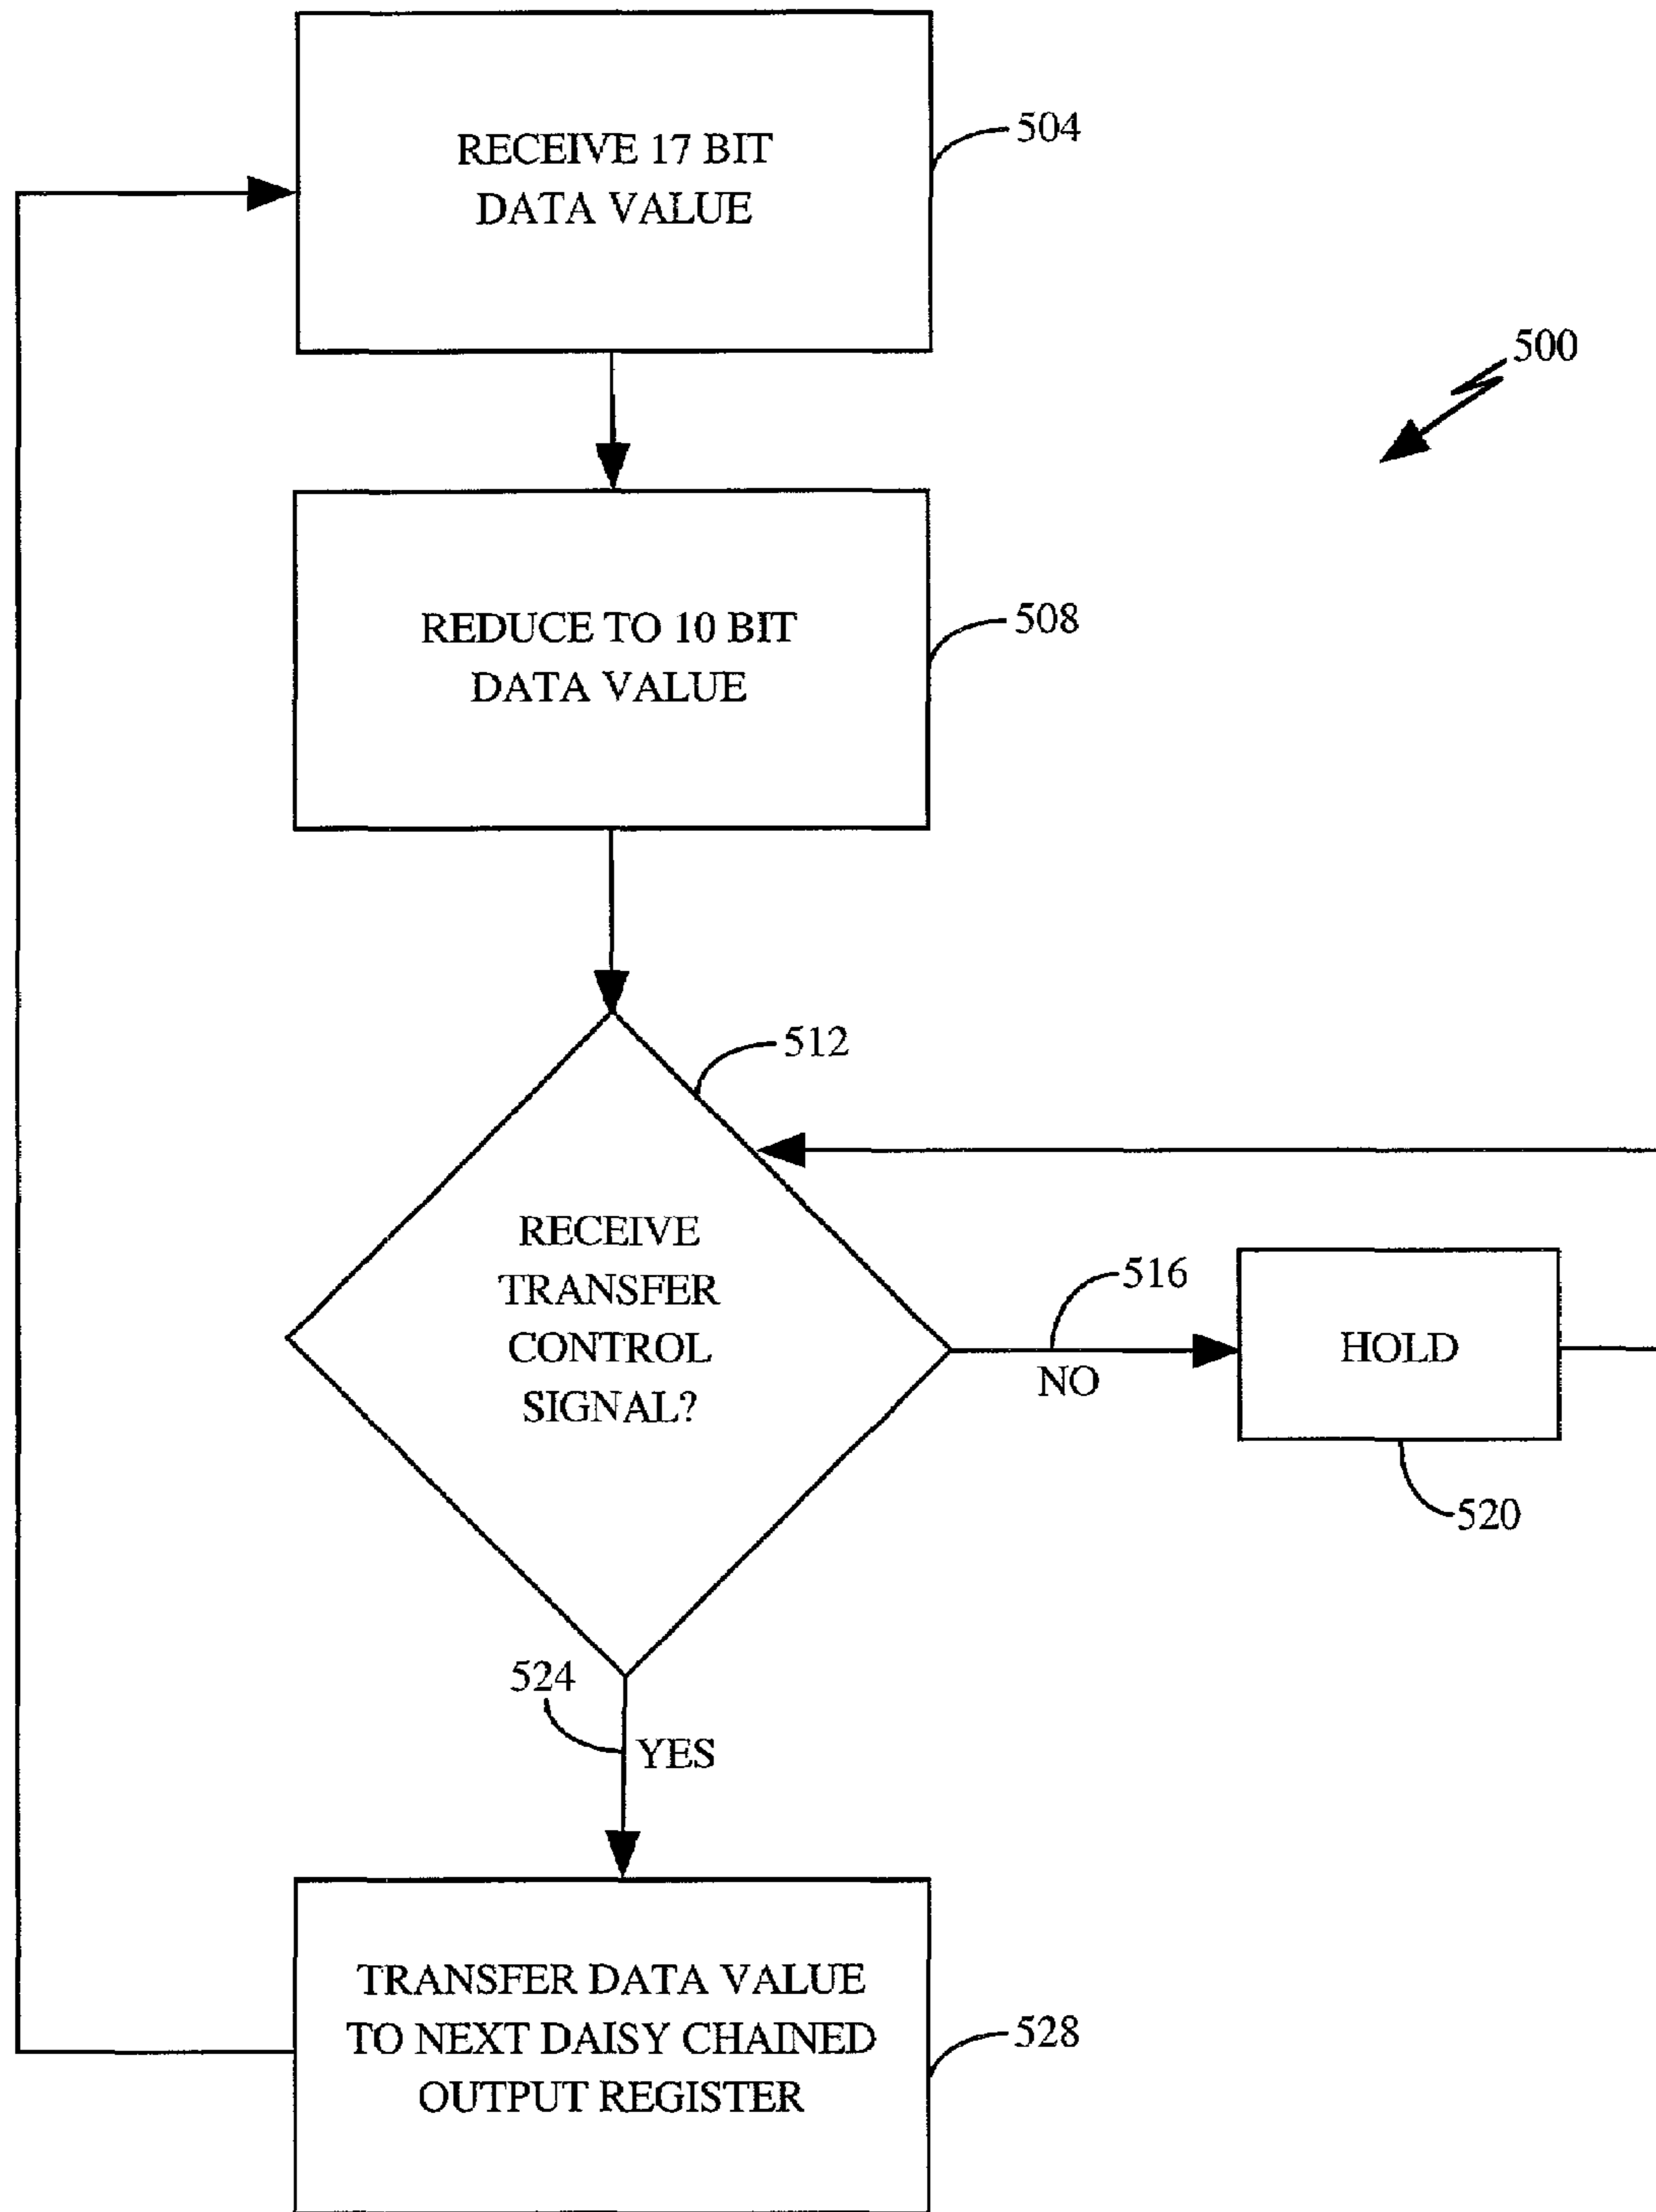 RECEIVE 17 BIT
DATA VALUE
504
500
REDUCE TO 10 BIT
DATA VALUE
508
512
RECEIVE
TRANSFER
CONTROL
SIGNAL?
516
NO
HOLD
520
524
YES
TRANSFER DATA VALUE
TO NEXT DAISY CHAINED
OUTPUT REGISTER
528